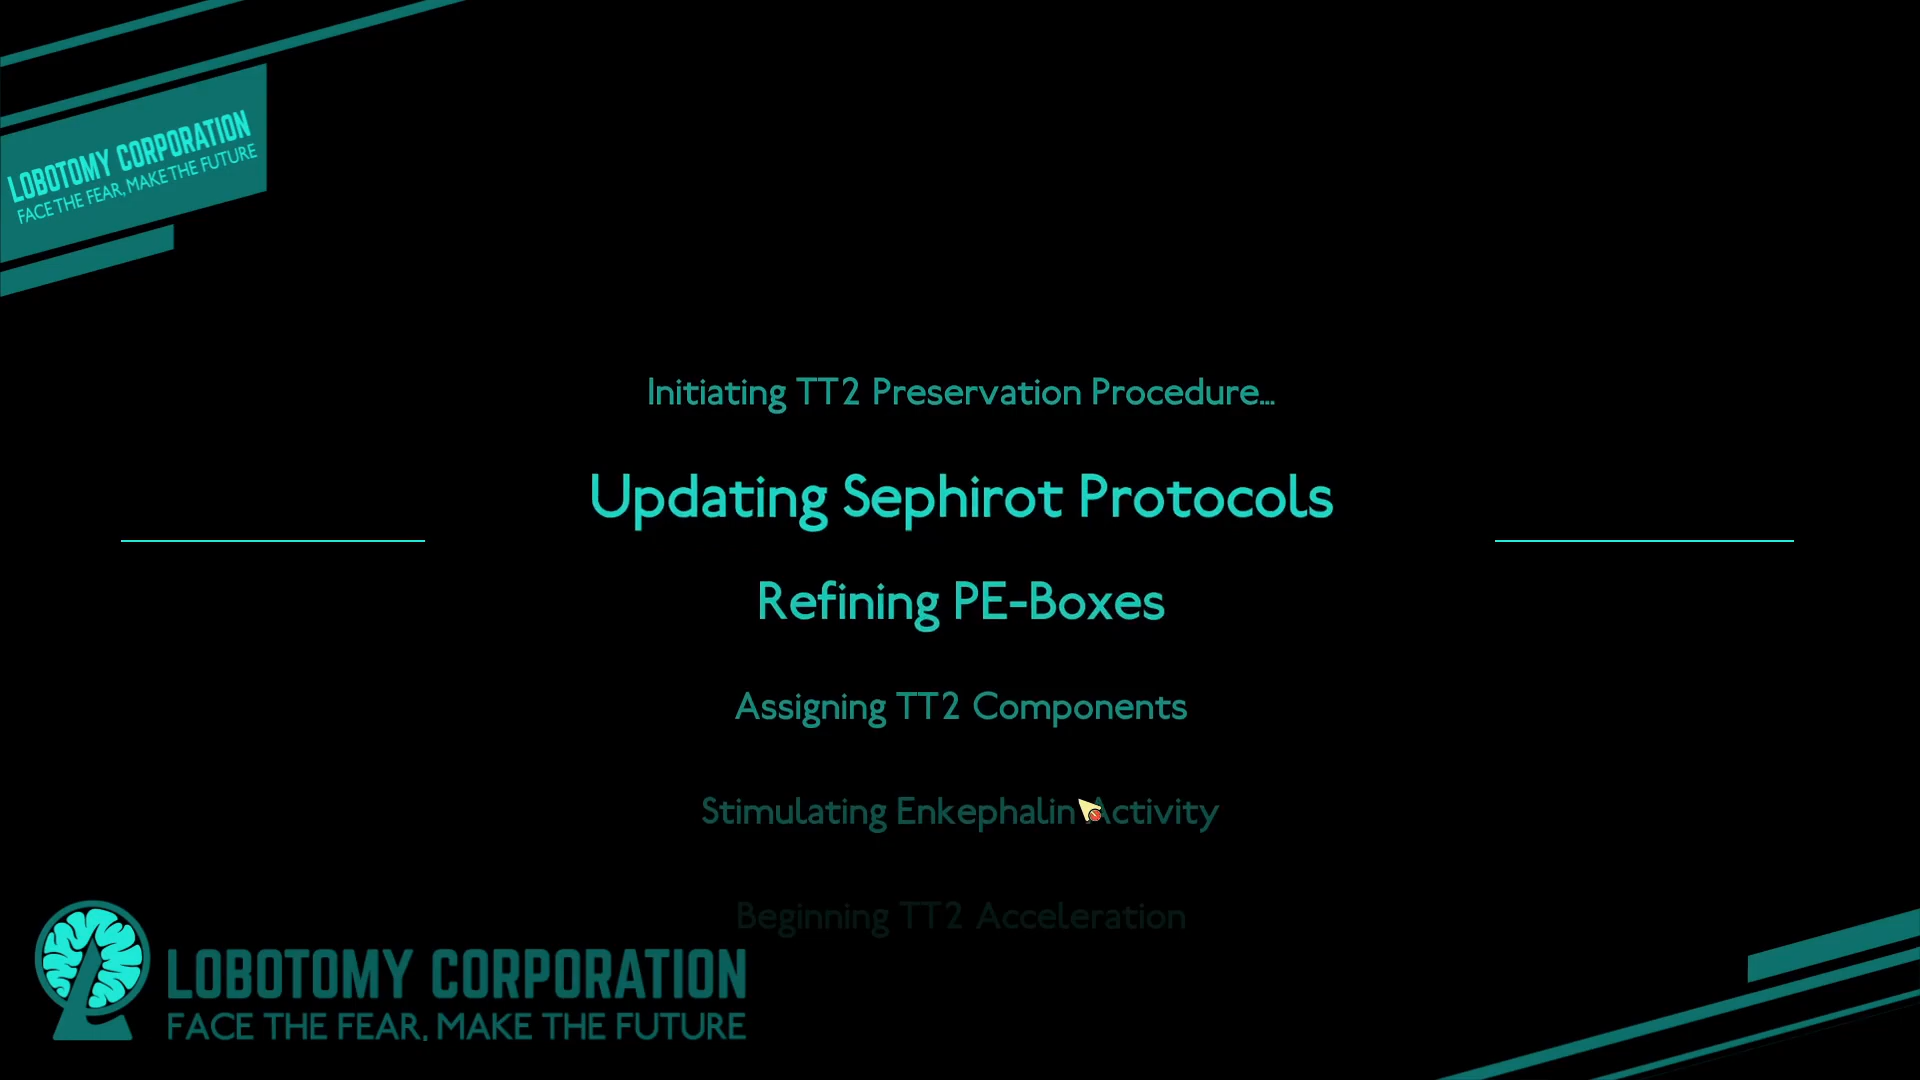 LOBOTOMY CORPORATION
FACE THE FEAR, MAKE THE FUTURE
Initiating TT2 Preservation Procedure...
Updating Sephirot Protocols
Refining PE-Boxes
Assigning TT2 Components
Stimulating Enkephalin Activity
Beginning TT2 Acceleration
LOBOTOMY CORPORATION
FACE THE FEAR, MAKE THE FUTURE